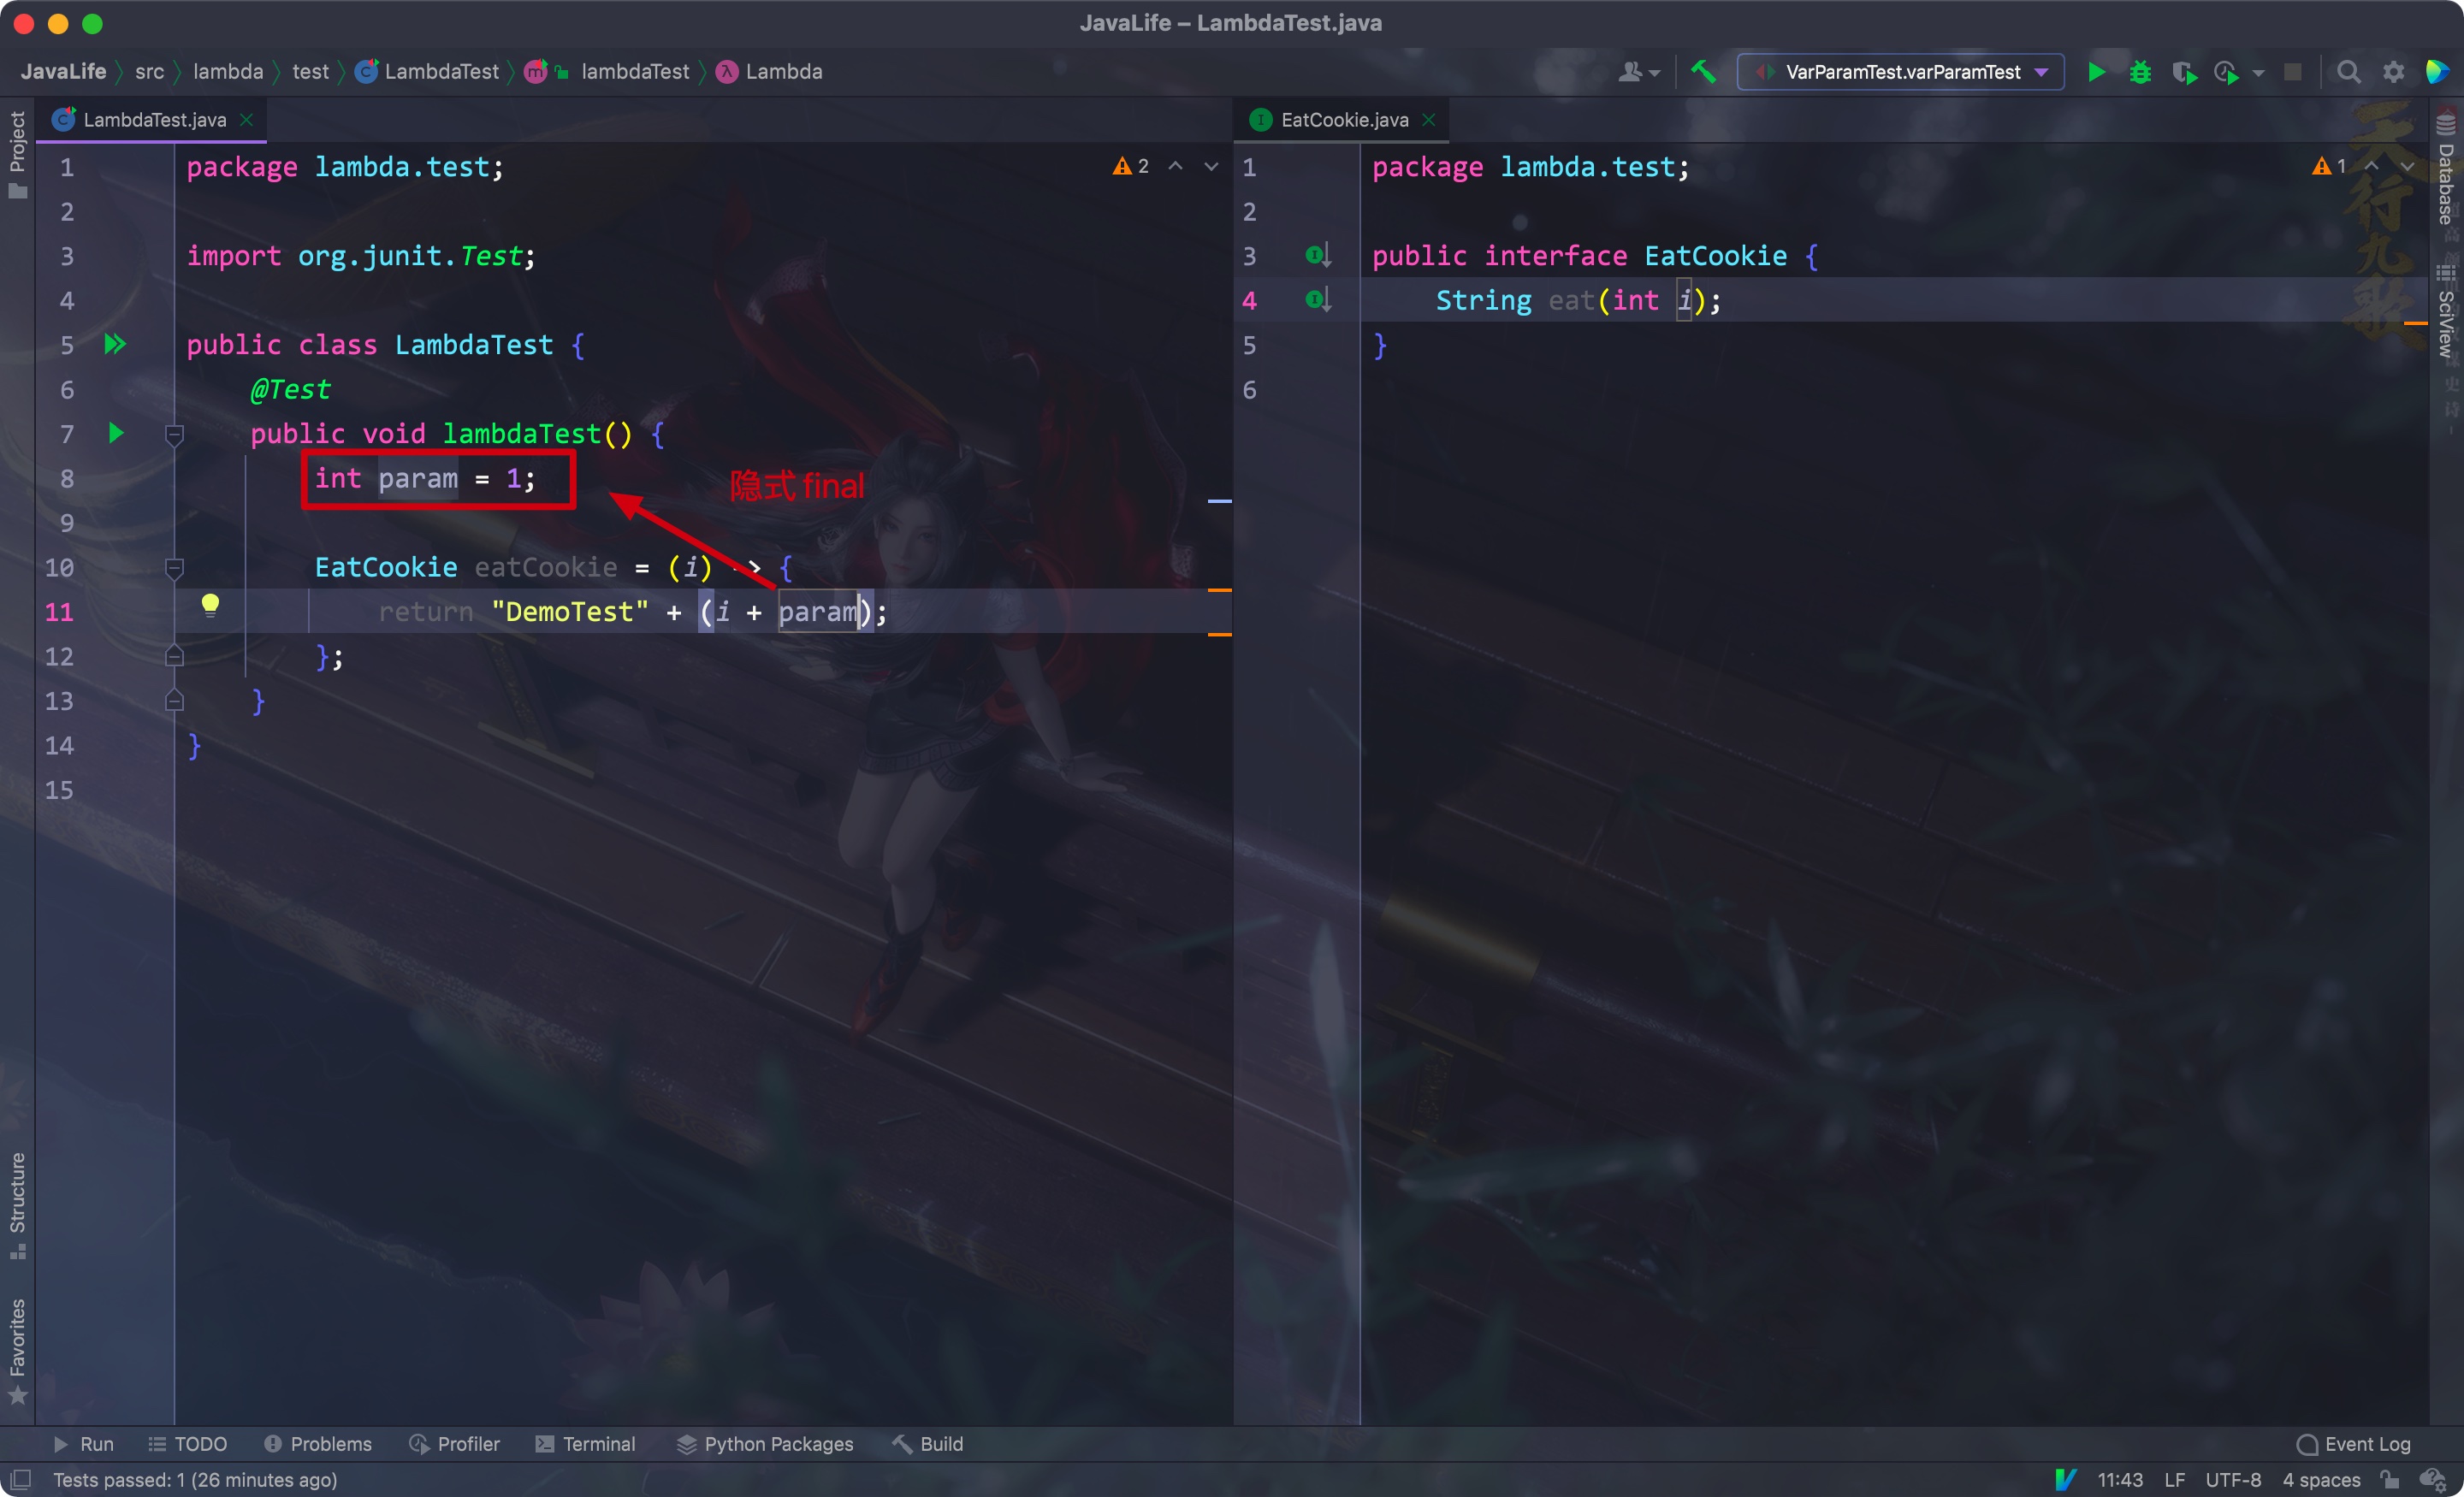 JavaLife – LambdaTest.java
JavaLife src lambda test LambdaTest lambdaTest Lambda VarParamTest.varParamTest
LambdaTest.java
1 package lambda.test;
2
3 import org.junit.Test;
4
5 public class LambdaTest {
6 @Test
7 public void lambdaTest() {
8 int param = 1;
隐式 final
9
10 EatCookie eatCookie = (i) -> {
11 return "DemoTest" + (i + param);
12 };
13 }
14 }
15
2
EatCookie.java
1 package lambda.test;
2
3 public interface EatCookie {
4 String eat(int i);
5 }
6
1
天行九歌
Project
Structure
Favorites
Database
SciView
Run TODO Problems Profiler Terminal Python Packages Build Event Log
Tests passed: 1 (26 minutes ago) 11:43 LF UTF-8 4 spaces